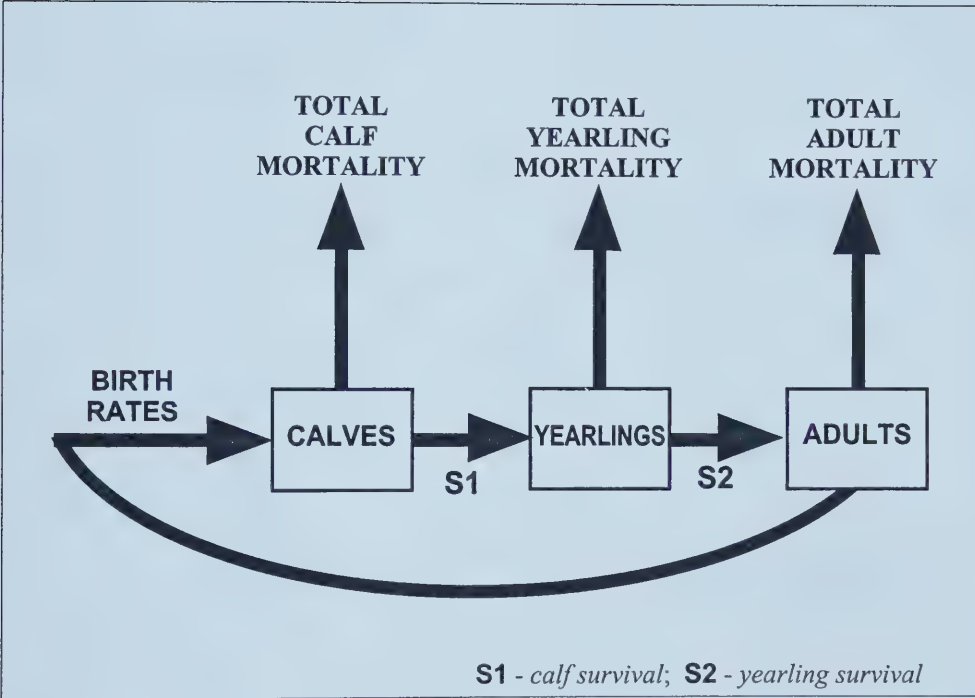 TOTAL
CALF
MORTALITY
TOTAL
YEARLING
MORTALITY
TOTAL
ADULT
MORTALITY
BIRTH
RATES
CALVES
S1
YEARLINGS
S2
ADULTS
S1 - calf survival; S2 - yearling survival